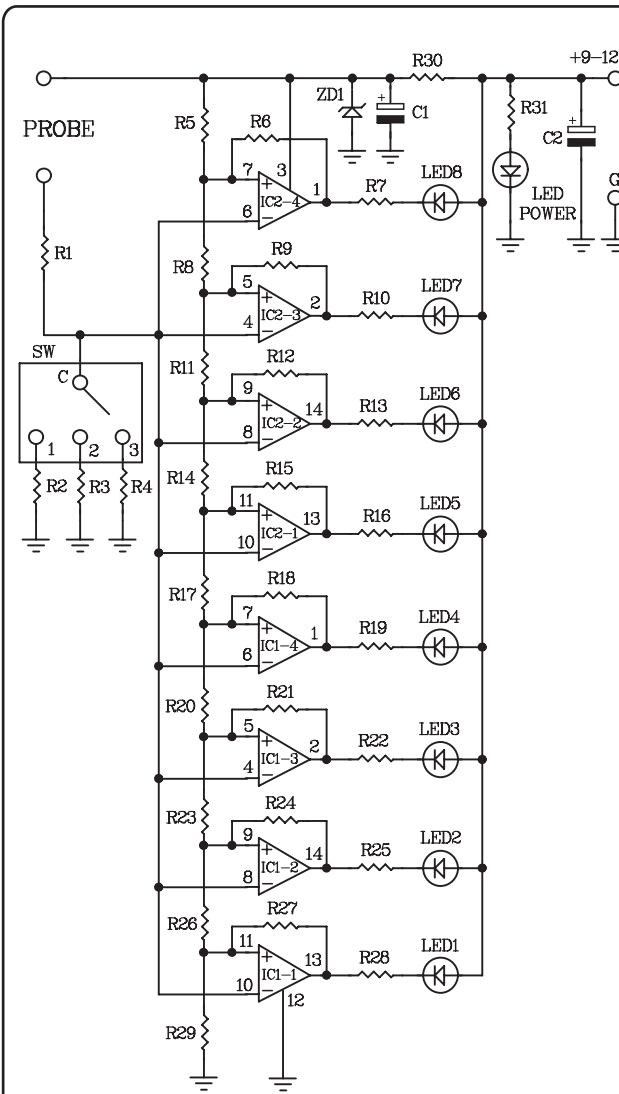 R30
+9-12
ZD1
C1
R31
C2
PROBE
R5
R6
7
3
1
IC2-4
6
R7
LED8
LED
POWER
G
R1
R8
R9
5
2
IC2-3
4
R10
LED7
SW
C
1
2
3
R2
R3
R4
R11
R12
9
14
IC2-2
8
R13
LED6
R14
R15
11
13
IC2-1
10
R16
LED5
R17
R18
7
1
IC1-4
6
R19
LED4
R20
R21
5
2
IC1-3
4
R22
LED3
R23
R24
9
14
IC1-2
8
R25
LED2
R26
R27
11
13
IC1-1
10
12
R28
LED1
R29
+
−
+
−
+
−
+
−
+
−
+
−
+
−
+
−
+
+